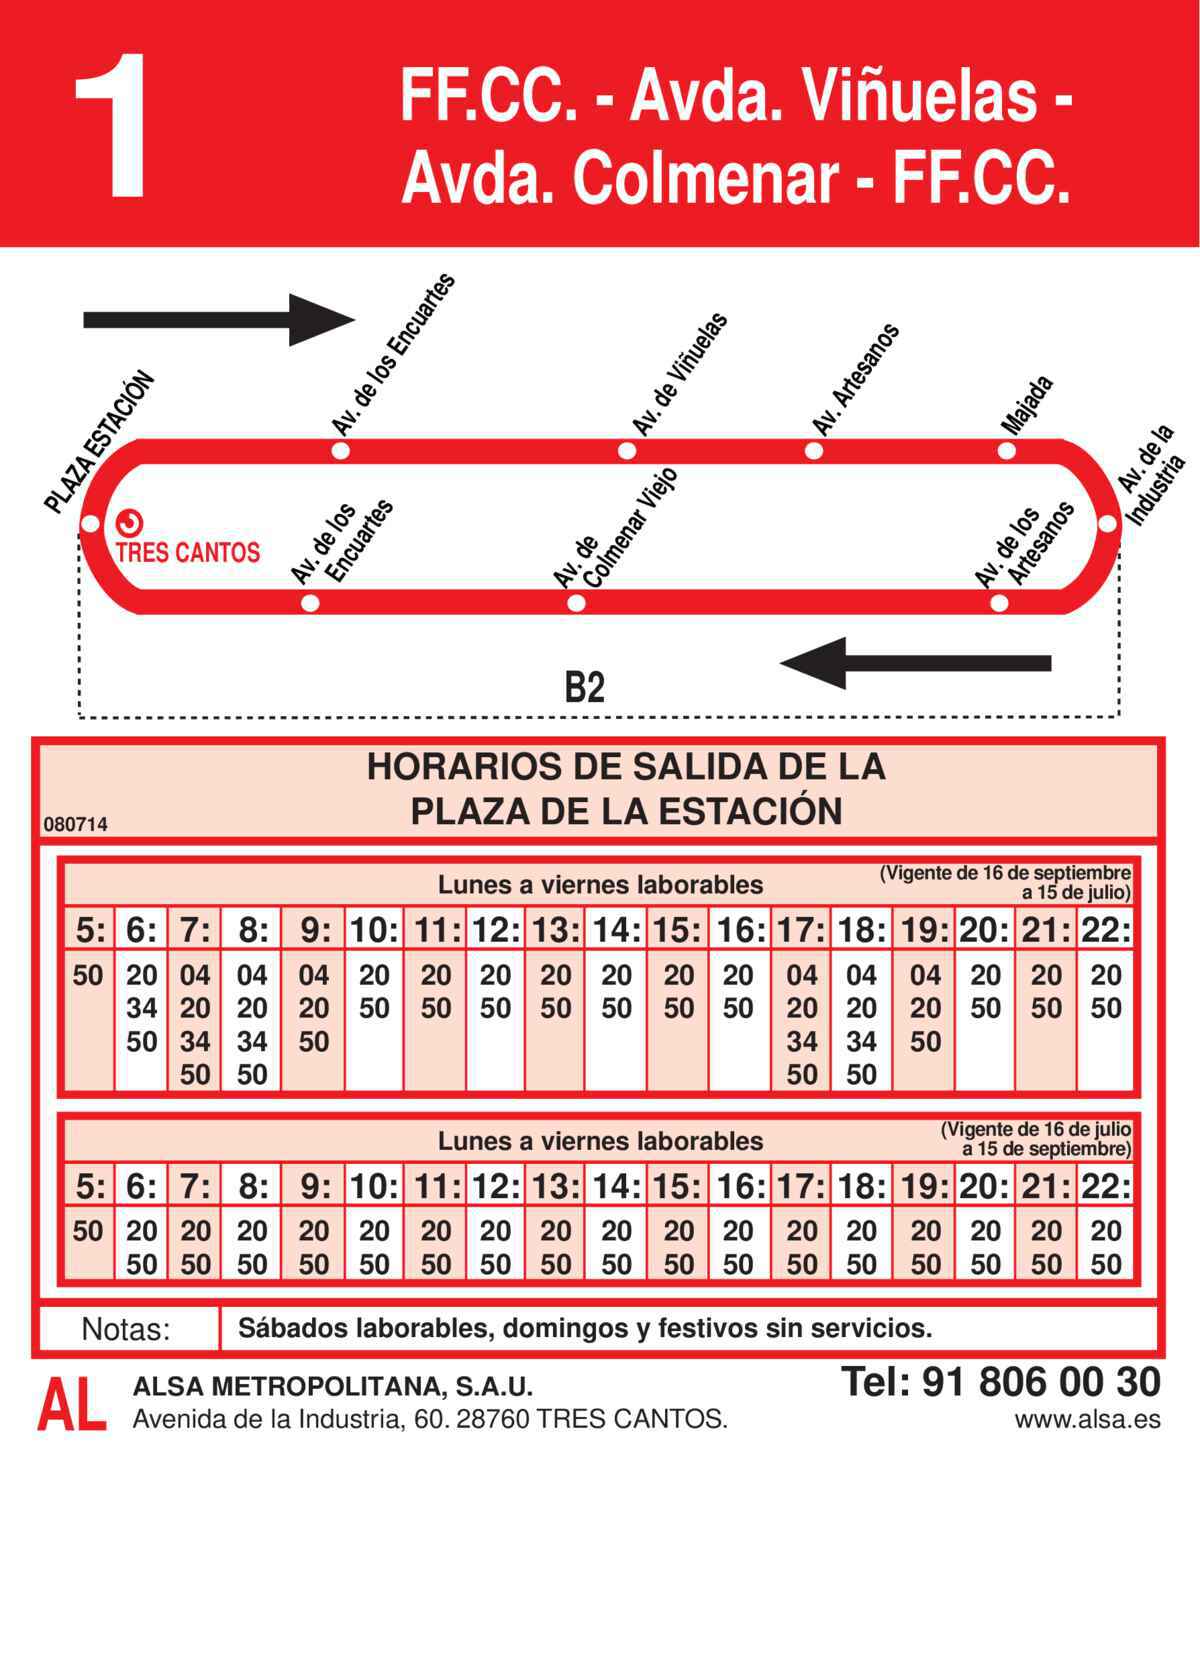 1
FF.CC. - Avda. Viñuelas -
Avda. Colmenar - FF.CC.
PLAZA ESTACIÓN
Av. de los Encuartes
Av. de Viñuelas
Av. Artesanos
Majada
Av. de la
Industria
TRES CANTOS
Av. de los
Encuartes
Av. de
Colmenar Viejo
Av. de los
Artesanos
B2
HORARIOS DE SALIDA DE LA
PLAZA DE LA ESTACIÓN
080714
Lunes a viernes laborables
(Vigente de 16 de septiembre
a 15 de julio)
5: 6: 7: 8: 9: 10: 11: 12: 13: 14: 15: 16: 17: 18: 19: 20: 21: 22:
50 20 04 04 04 20 20 20 20 20 20 20 04 04 04 20 20 20
34 20 20 20 50 50 50 50 50 50 50 20 20 20 50 50 50
50 34 34 50 34 34 50
50 50 50 50
Lunes a viernes laborables
(Vigente de 16 de julio
a 15 de septiembre)
5: 6: 7: 8: 9: 10: 11: 12: 13: 14: 15: 16: 17: 18: 19: 20: 21: 22:
50 20 20 20 20 20 20 20 20 20 20 20 20 20 20 20 20 20
50 50 50 50 50 50 50 50 50 50 50 50 50 50 50 50 50
Notas: Sábados laborables, domingos y festivos sin servicios.
AL
ALSA METROPOLITANA, S.A.U.
Avenida de la Industria, 60. 28760 TRES CANTOS.
Tel: 91 806 00 30
www.alsa.es